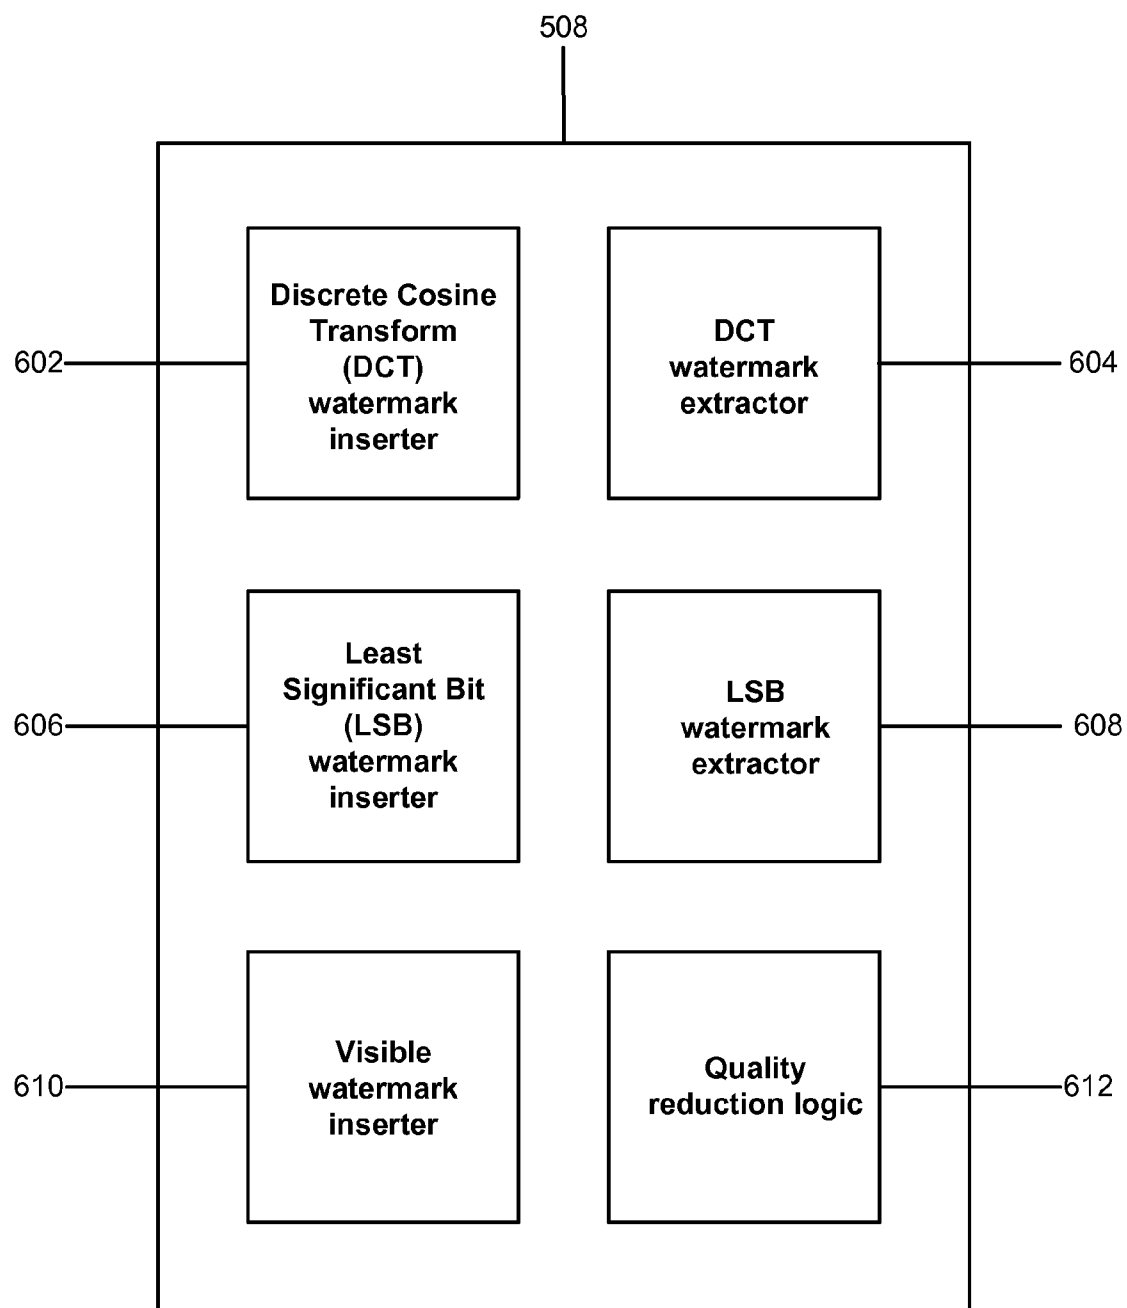 508
602
Discrete Cosine
Transform
(DCT)
watermark
inserter
DCT
watermark
extractor
604
606
Least
Significant Bit
(LSB)
watermark
inserter
LSB
watermark
extractor
608
610
Visible
watermark
inserter
Quality
reduction logic
612